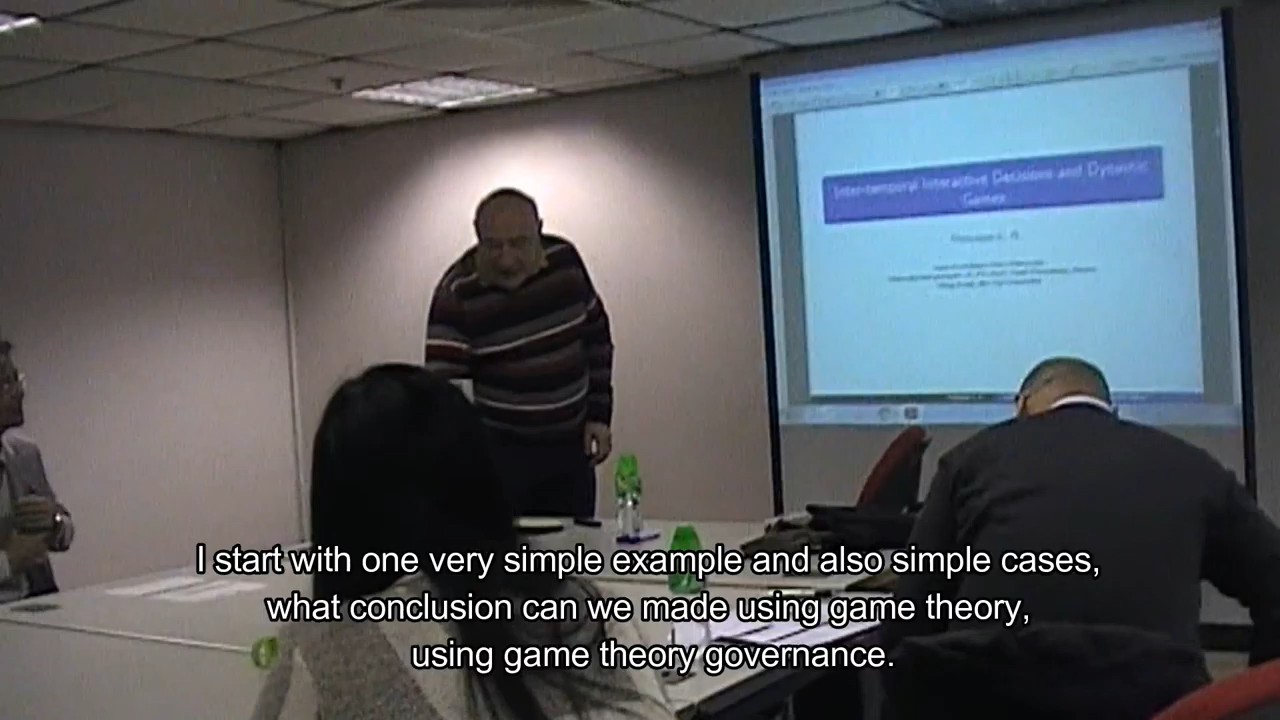 Inter-temporal Interactive Decisions and Dynamic
Games
I start with one very simple example and also simple cases,
what conclusion can we made using game theory,
using game theory governance.